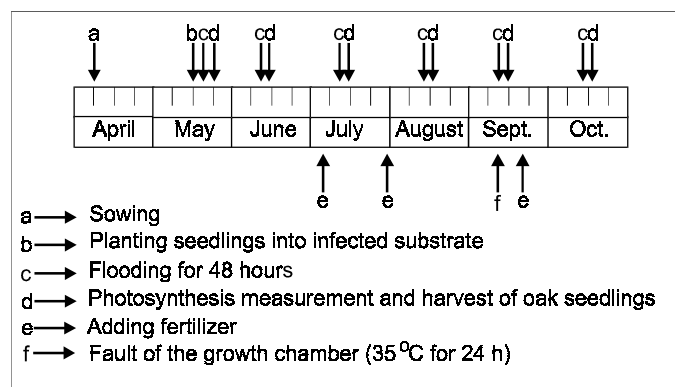 a bcd cd cd cd cd cd
April May June July August Sept. Oct.
e e f e
a Sowing
b Planting seedlings into infected substrate
c Flooding for 48 hours
d Photosynthesis measurement and harvest of oak seedlings
e Adding fertilizer
f Fault of the growth chamber (35 °C for 24 h)